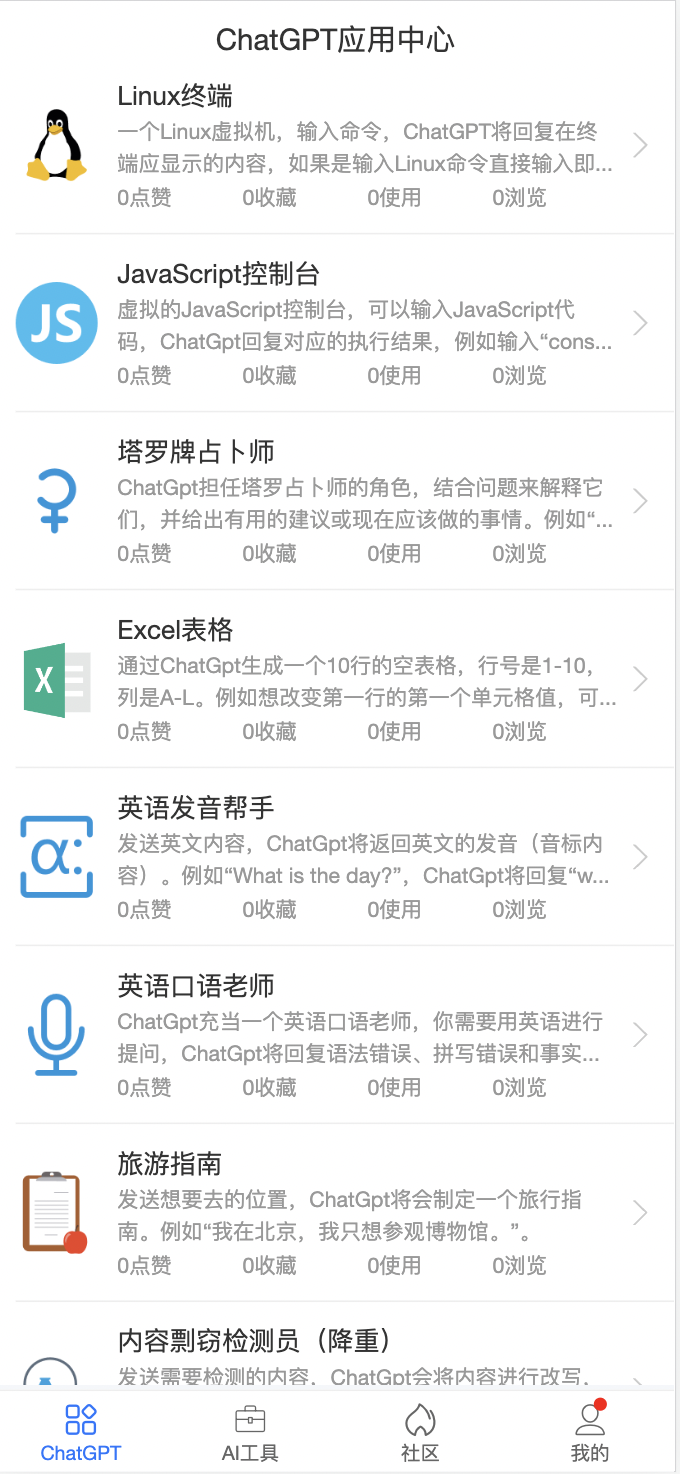 ChatGPT应用中心
Linux终端
一个Linux虚拟机，输入命令，ChatGPT将回复在终
端应显示的内容，如果是输入Linux命令直接输入即...
0点赞 0收藏 0使用 0浏览
JavaScript控制台
JS
虚拟的JavaScript控制台，可以输入JavaScript代
码，ChatGpt回复对应的执行结果，例如输入“cons...
0点赞 0收藏 0使用 0浏览
塔罗牌占卜师
ChatGpt担任塔罗占卜师的角色，结合问题来解释它
们，并给出有用的建议或现在应该做的事情。例如“...
0点赞 0收藏 0使用 0浏览
Excel表格
X
通过ChatGpt生成一个10行的空表格，行号是1-10，
列是A-L。例如想改变第一行的第一个单元格值，可...
0点赞 0收藏 0使用 0浏览
英语发音帮手
α:
发送英文内容，ChatGpt将返回英文的发音（音标内
容）。例如“What is the day?”，ChatGpt将回复“w...
0点赞 0收藏 0使用 0浏览
英语口语老师
ChatGpt充当一个英语口语老师，你需要用英语进行
提问，ChatGpt将回复语法错误、拼写错误和事实...
0点赞 0收藏 0使用 0浏览
旅游指南
发送想要去的位置，ChatGpt将会制定一个旅行指
南。例如“我在北京，我只想参观博物馆。”。
0点赞 0收藏 0使用 0浏览
内容剽窃检测员（降重）
发送需要检测的内容，ChatGpt会将内容进行改写，
ChatGPT AI工具 社区 我的